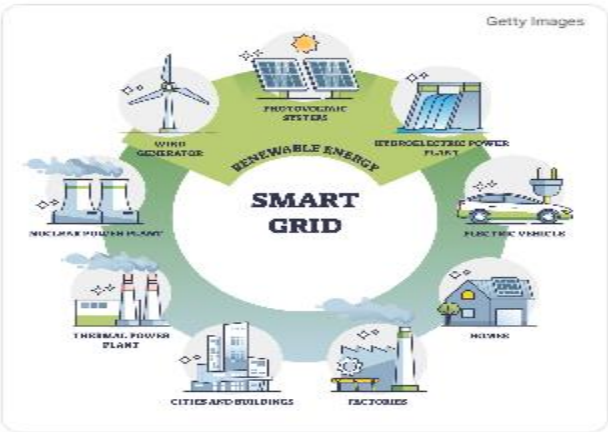 Getty Images
PHOTOVOLTAIC
SYSTEM
WIND
GENERATOR
HYDROELECTRIC POWER
PLANT
RENEWABLE ENERGY
SMART
GRID
NUCLEAR POWER PLANT
ELECTRIC VEHICLE
THERMAL POWER
PLANT
HOMES
CITIES AND BUILDINGS
FACTORIES